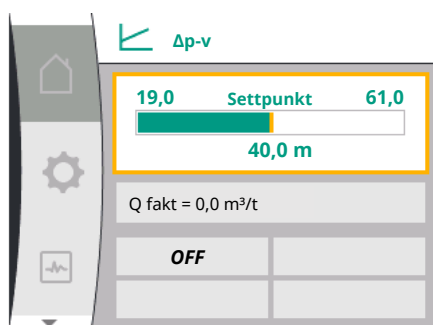 Δp-v
19,0 Settpunkt 61,0
40,0 m
Q fakt = 0,0 m³/t
OFF